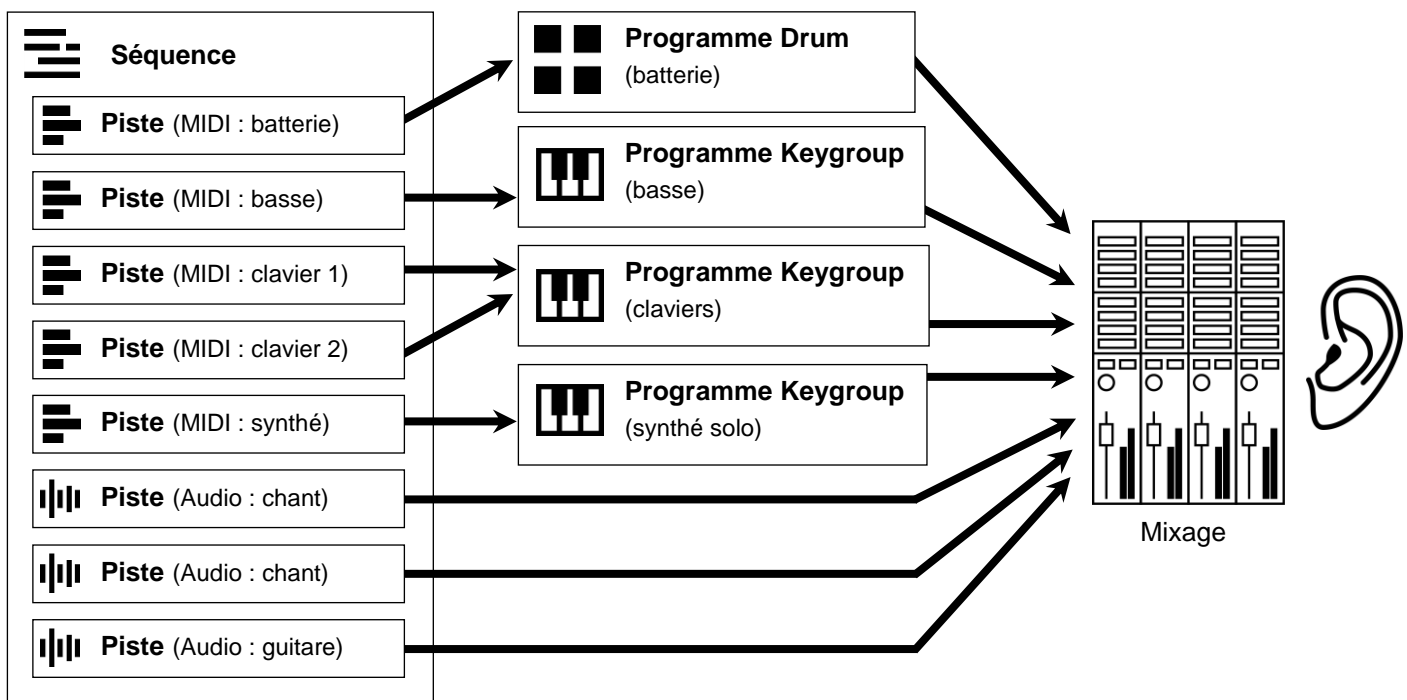 Séquence
Piste (MIDI : batterie)
Piste (MIDI : basse)
Piste (MIDI : clavier 1)
Piste (MIDI : clavier 2)
Piste (MIDI : synthé)
Piste (Audio : chant)
Piste (Audio : chant)
Piste (Audio : guitare)
Programme Drum
(batterie)
Programme Keygroup
(basse)
Programme Keygroup
(claviers)
Programme Keygroup
(synthé solo)
Mixage